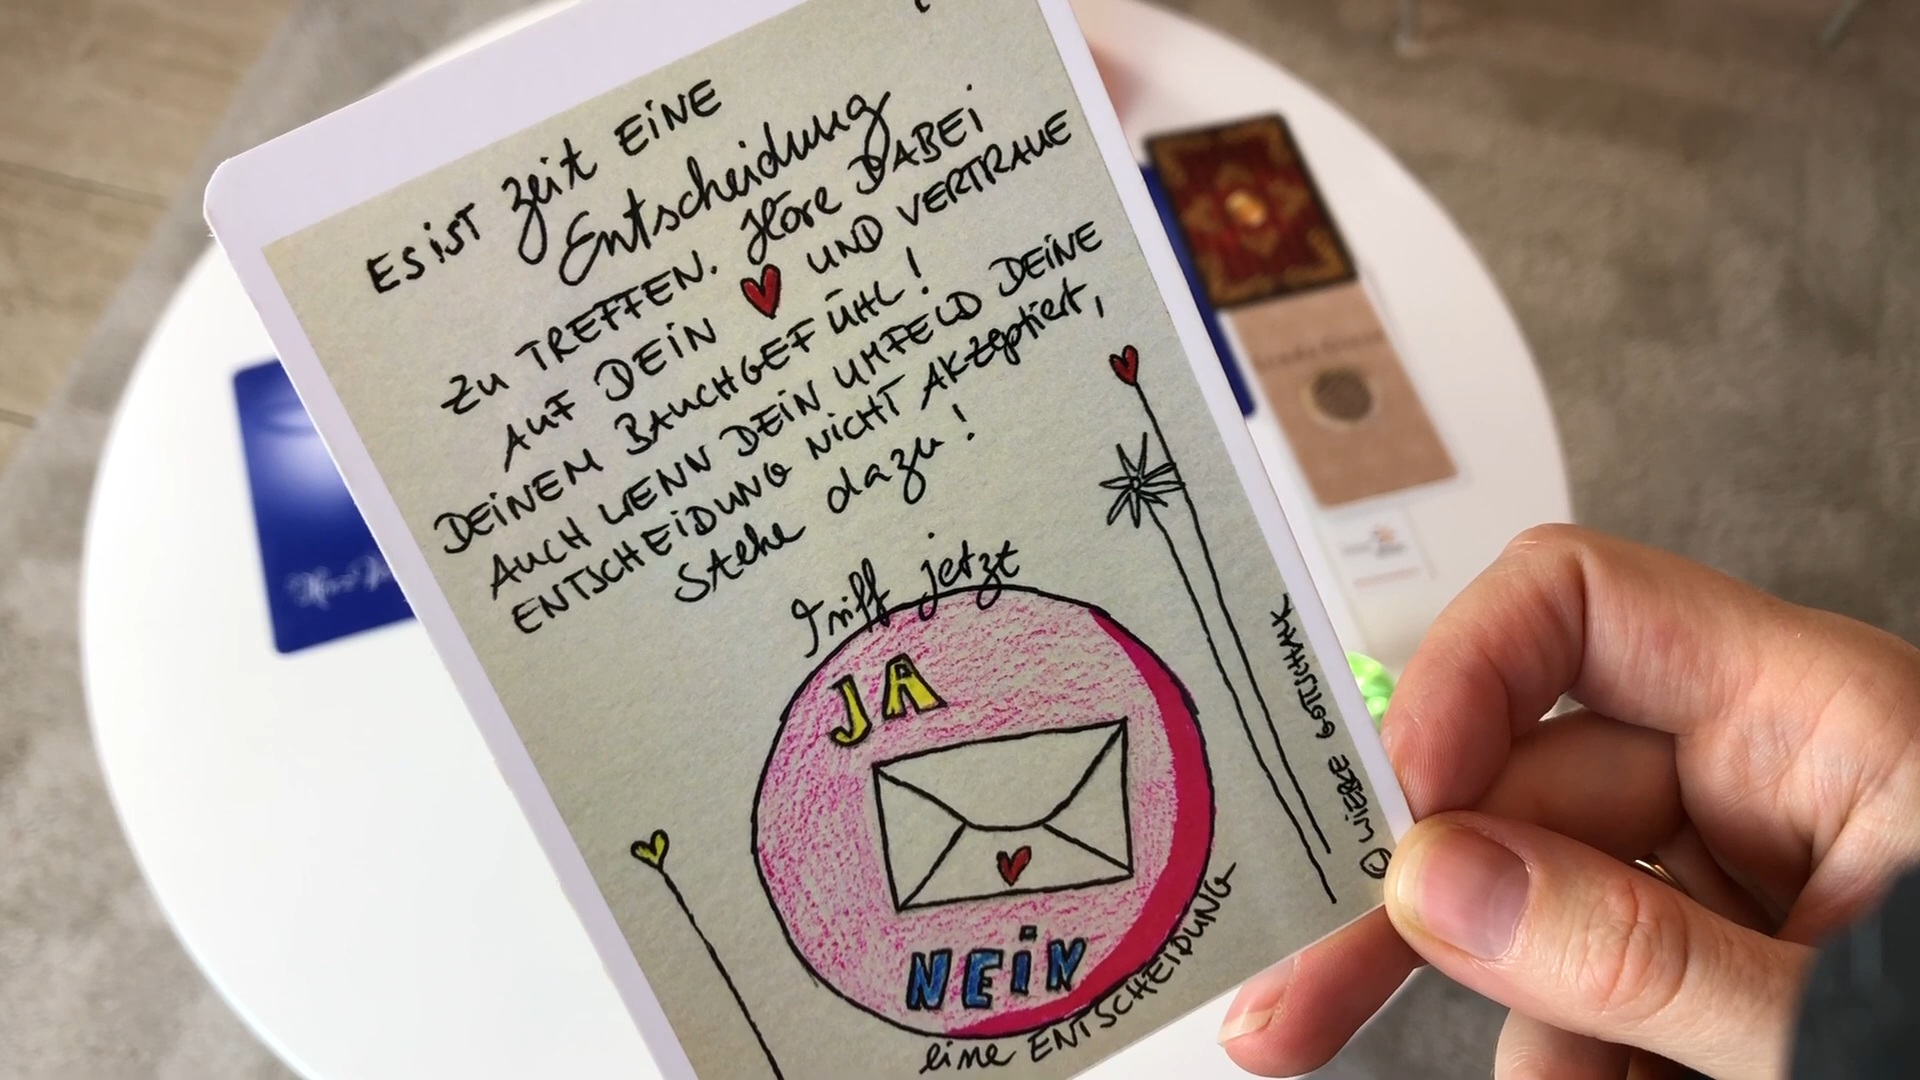 ES iST Zeit EiNE
Entscheidung
ZU TREFFEN. Höre DABEi
AUF DEiN ♥ UND VERTRAUE
DEiNEM BAUCHGEFÜHL!
AUCH WENN DEiN UMFELD DEiNE
ENTSCHEiDUNG NiCHT AKZeptiert,
Stehe dazu!
Triff jetzt
JA
NEiN
eine ENTSCHEiDUNG
© WiEBKE GOTTSCHALK